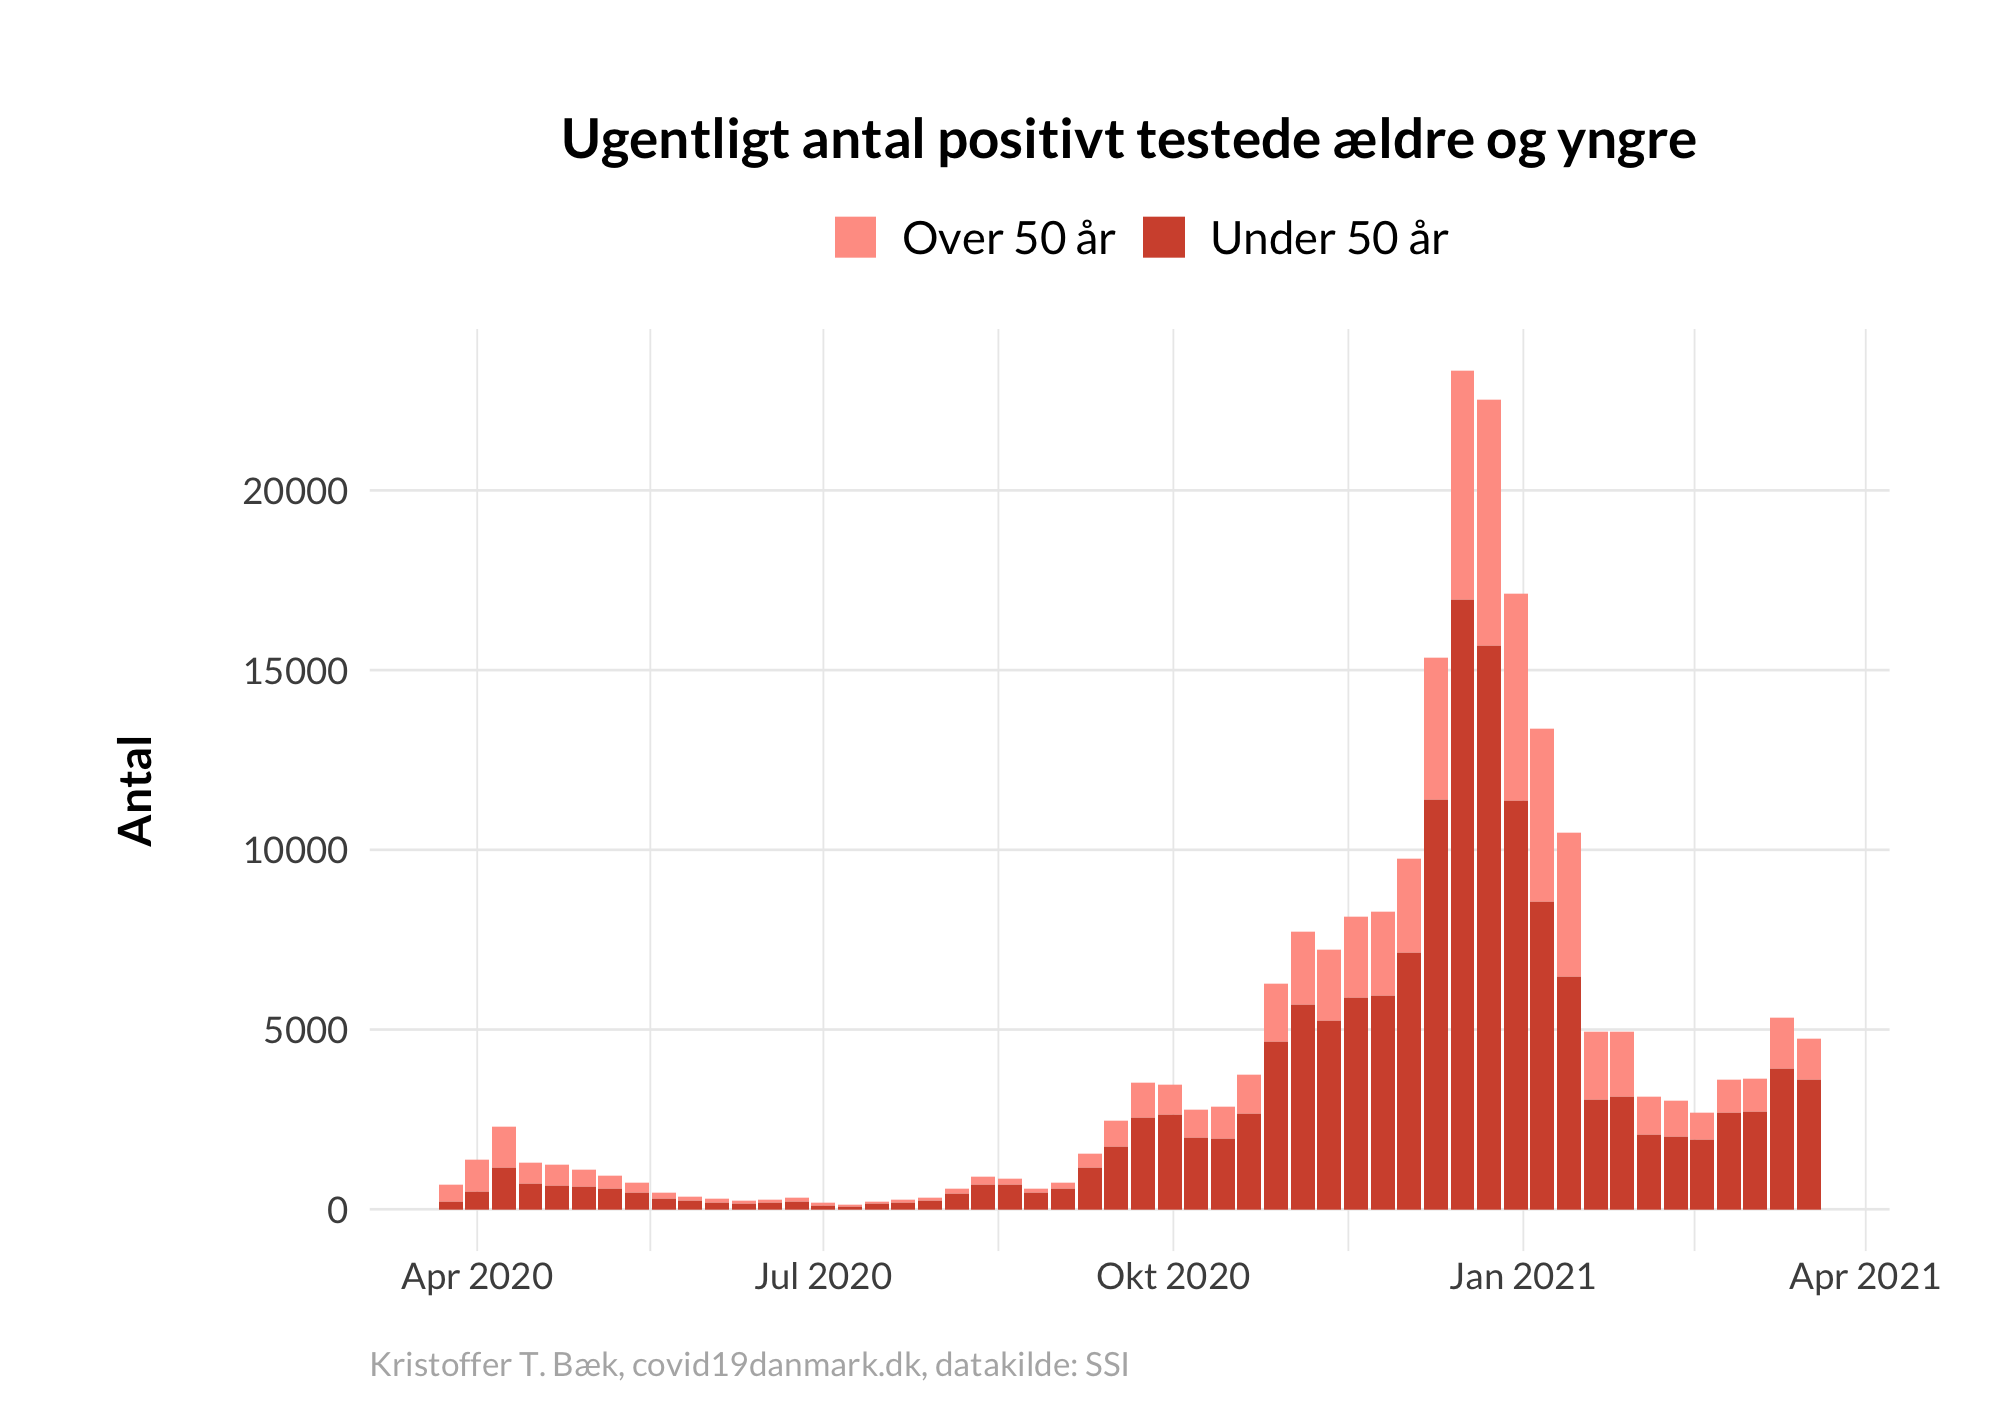 Ugentligt antal positivt testede ældre og yngre
Over 50 år
Under 50 år
Antal
20000
15000
10000
5000
0
Apr 2020
Jul 2020
Okt 2020
Jan 2021
Apr 2021
Kristoffer T. Bæk, covid19danmark.dk, datakilde: SSI